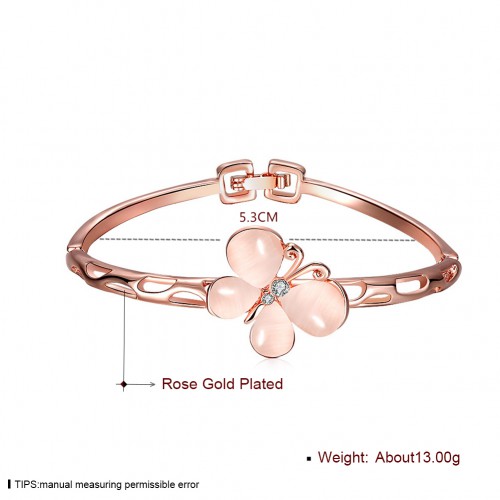 5.3CM
Rose Gold Plated
Weight: About13.00g
TIPS:manual measuring permissible error